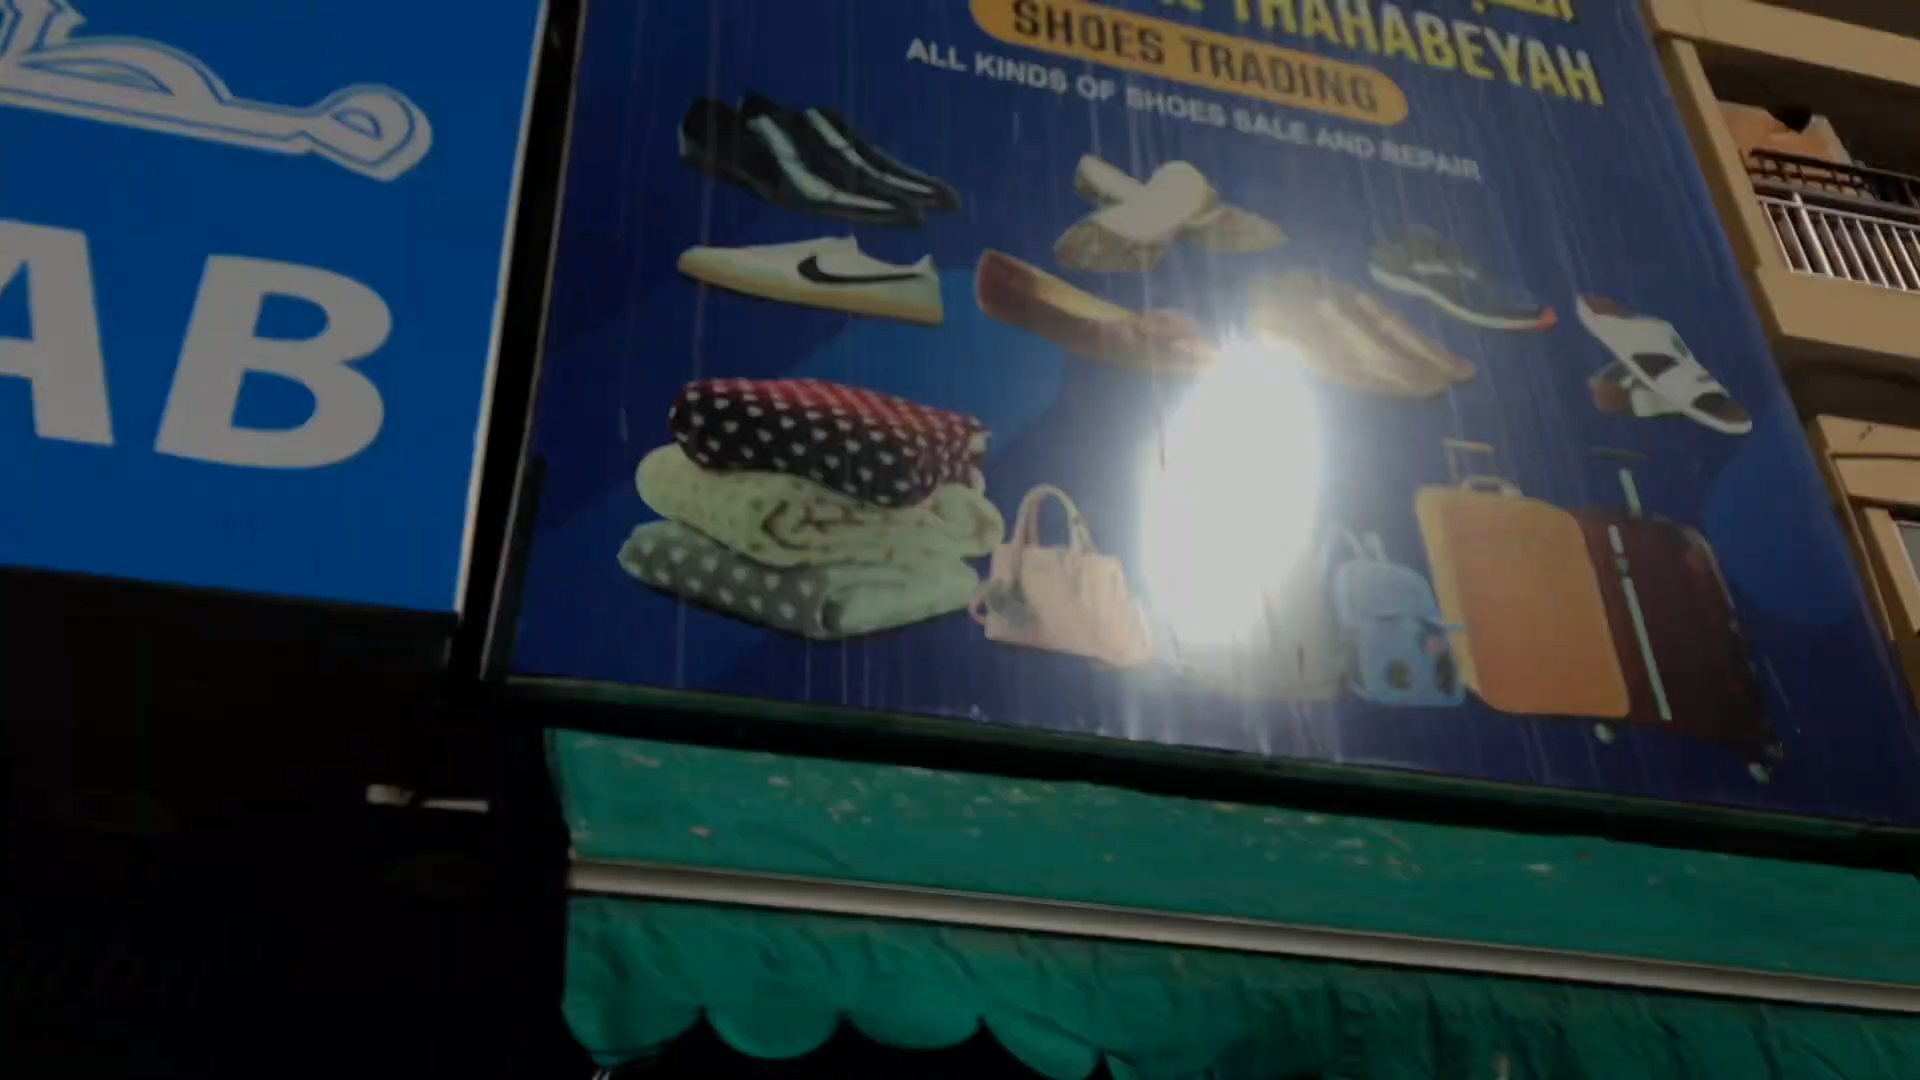 THAHABEYAH
SHOES TRADING
ALL KINDS OF SHOES SALE AND REPAIR
AB